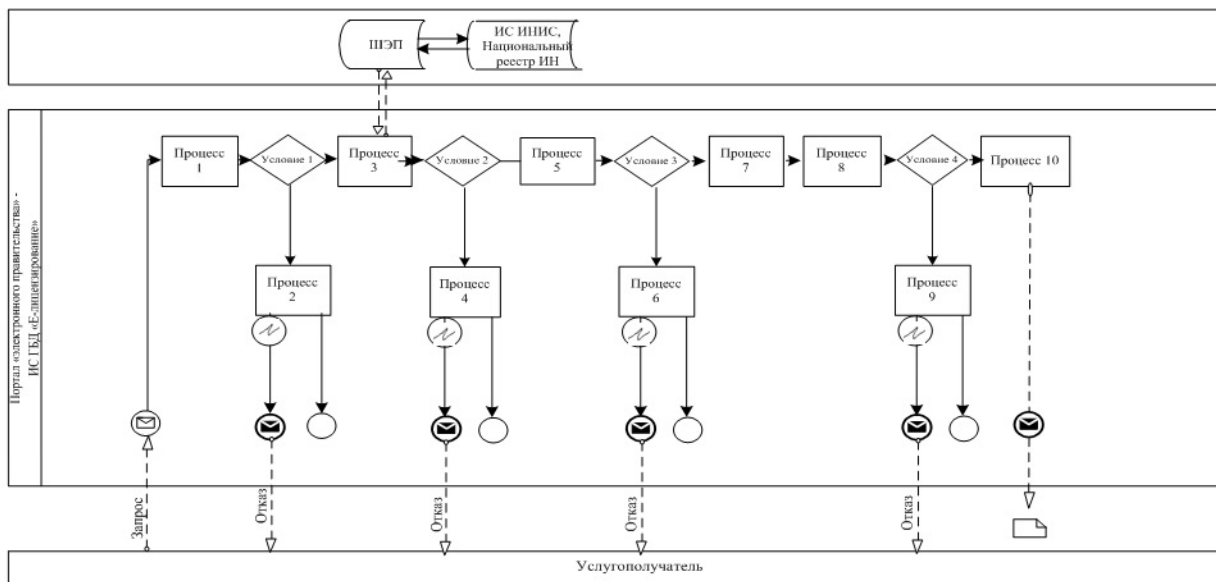 ШЭП
ИС ИНИС,
Национальный
реестр ИН
Портал «электронного правительства» -
ИС ГБД «Е-лицензирование»
Процесс
1
Условие 1
Процесс
3
Условие 2
Процесс
5
Условие 3
Процесс
7
Процесс
8
Условие 4
Процесс 10
Процесс
2
Процесс
4
Процесс
6
Процесс
9
Запрос
Отказ
Отказ
Отказ
Отказ
Услугополучатель